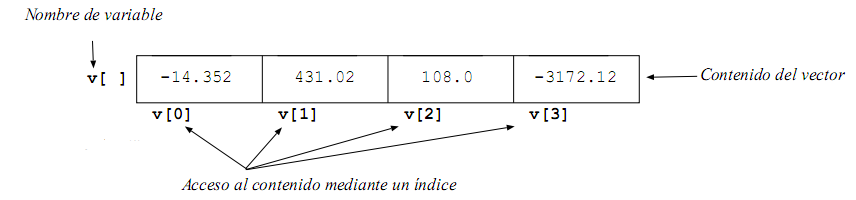 Nombre de variable
v[ ] -14.352 431.02 108.0 -3172.12 Contenido del vector
v[0] v[1] v[2] v[3]
Acceso al contenido mediante un índice